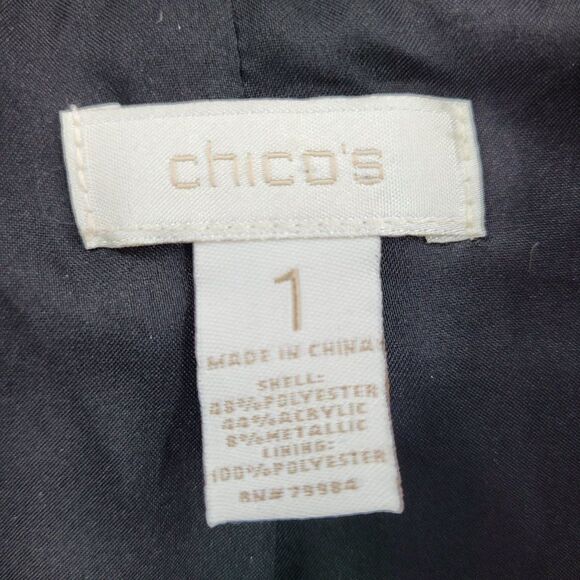 chico's
1
MADE IN CHINA
SHELL:
48%POLYESTER
44%ACRYLIC
8%METALLIC
LINING:
100%POLYESTER
RN#79984